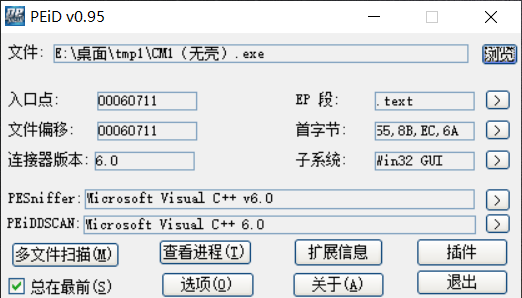 PEiD v0.95
文件: E:\桌面\tmp1\CM1（无壳）.exe 浏览
入口点: 00060711 EP 段: .text >
文件偏移: 00060711 首字节: 55,8B,EC,6A >
连接器版本: 6.0 子系统: Win32 GUI >
PESniffer: Microsoft Visual C++ v6.0 >
PEiDDSCAN: Microsoft Visual C++ 6.0 >
多文件扫描(M) 查看进程(T) 扩展信息 插件
总在最前(S) 选项(O) 关于(A) 退出